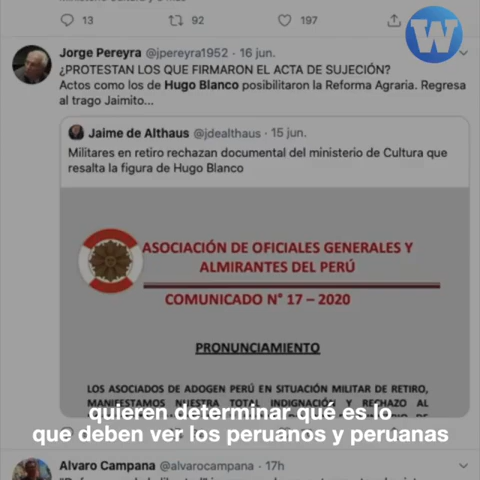 13 92 197
W
Jorge Pereyra @jpereyra1952 · 16 jun.
¿PROTESTAN LOS QUE FIRMARON EL ACTA DE SUJECIÓN?
Actos como los de Hugo Blanco posibilitaron la Reforma Agraria. Regresa
al trago Jaimito...
Jaime de Althaus @jdealthaus · 15 jun.
Militares en retiro rechazan documental del ministerio de Cultura que
resalta la figura de Hugo Blanco
ASOCIACIÓN DE OFICIALES GENERALES Y
ALMIRANTES DEL PERÚ
COMUNICADO N° 17 – 2020
PRONUNCIAMIENTO
LOS ASOCIADOS DE ADOGEN PERÚ EN SITUACIÓN MILITAR DE RETIRO,
MANIFESTAMOS NUESTRA TOTAL INDIGNACIÓN Y RECHAZO AL
quieren determinar qué es lo
que deben ver los peruanos y peruanas
Alvaro Campana @alvarocampana · 17h